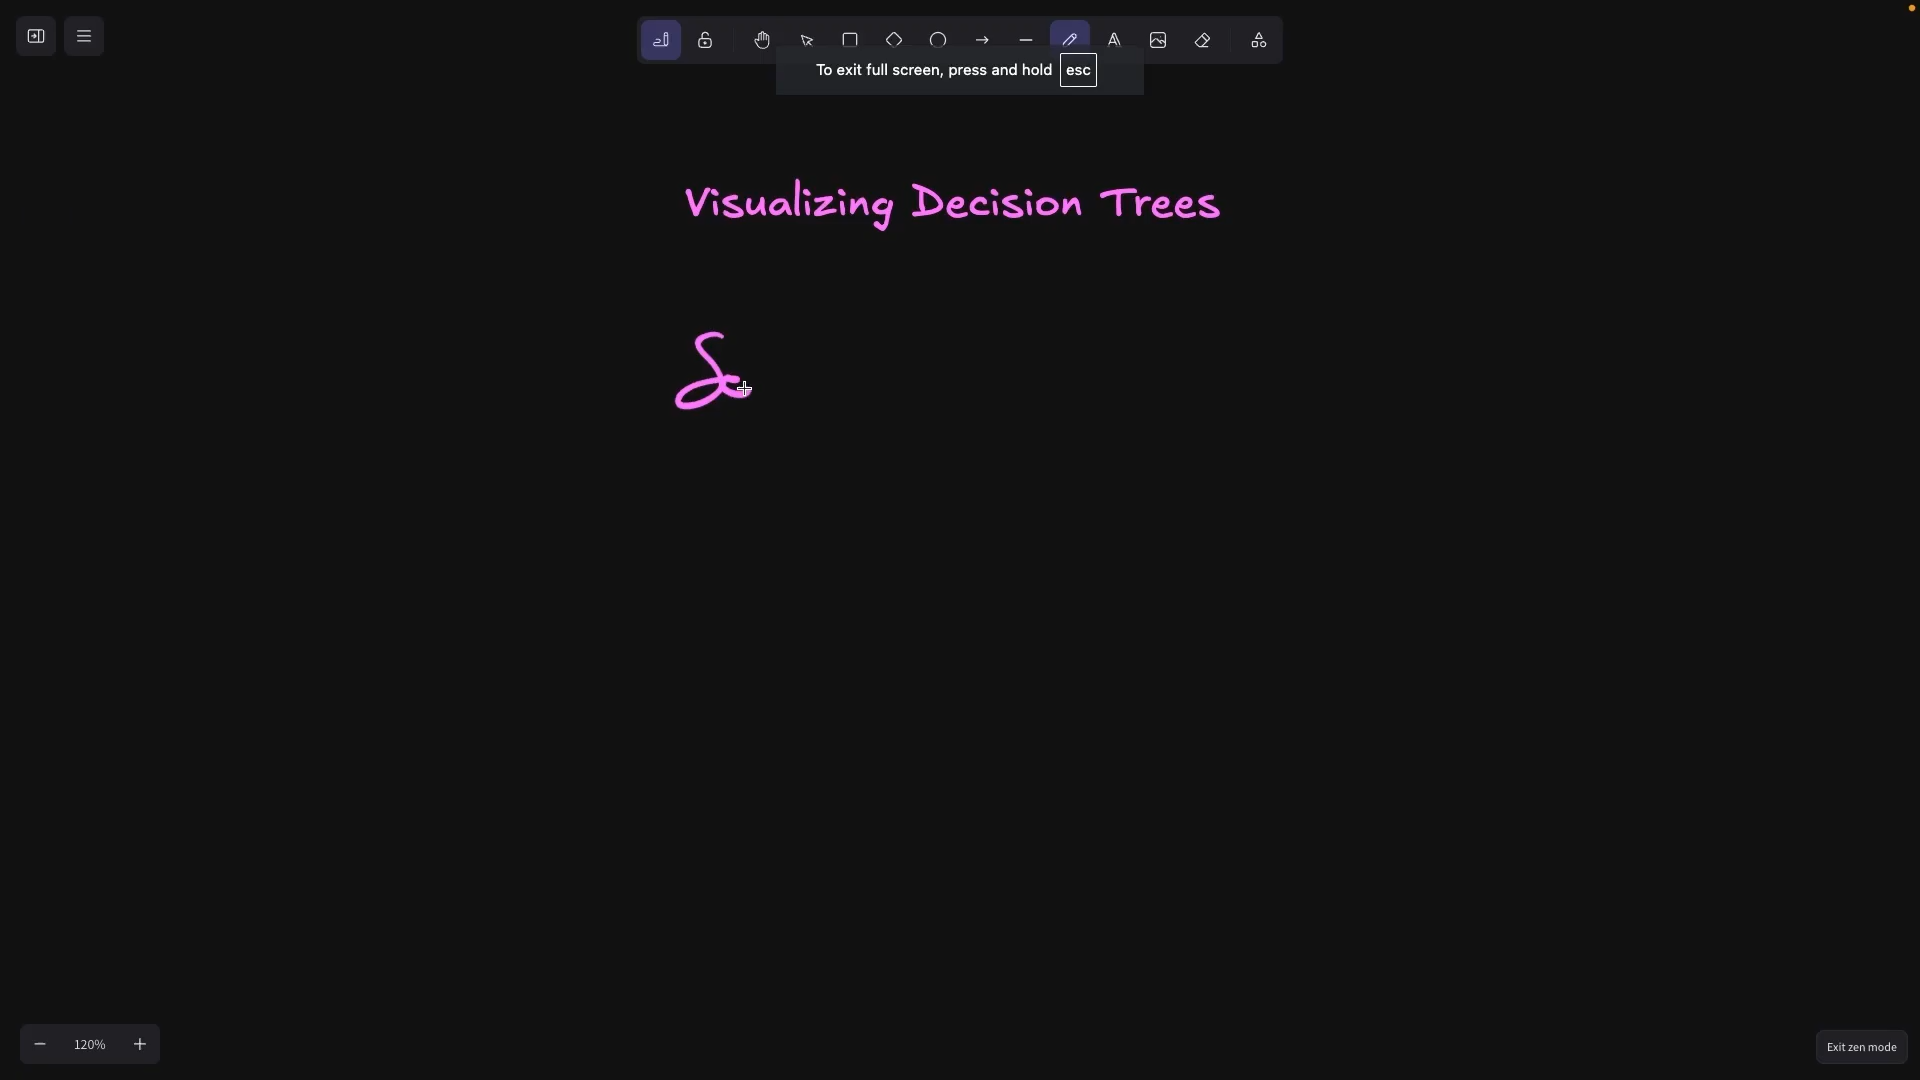 To exit full screen, press and hold esc
Visualizing Decision Trees
120%
Exit zen mode